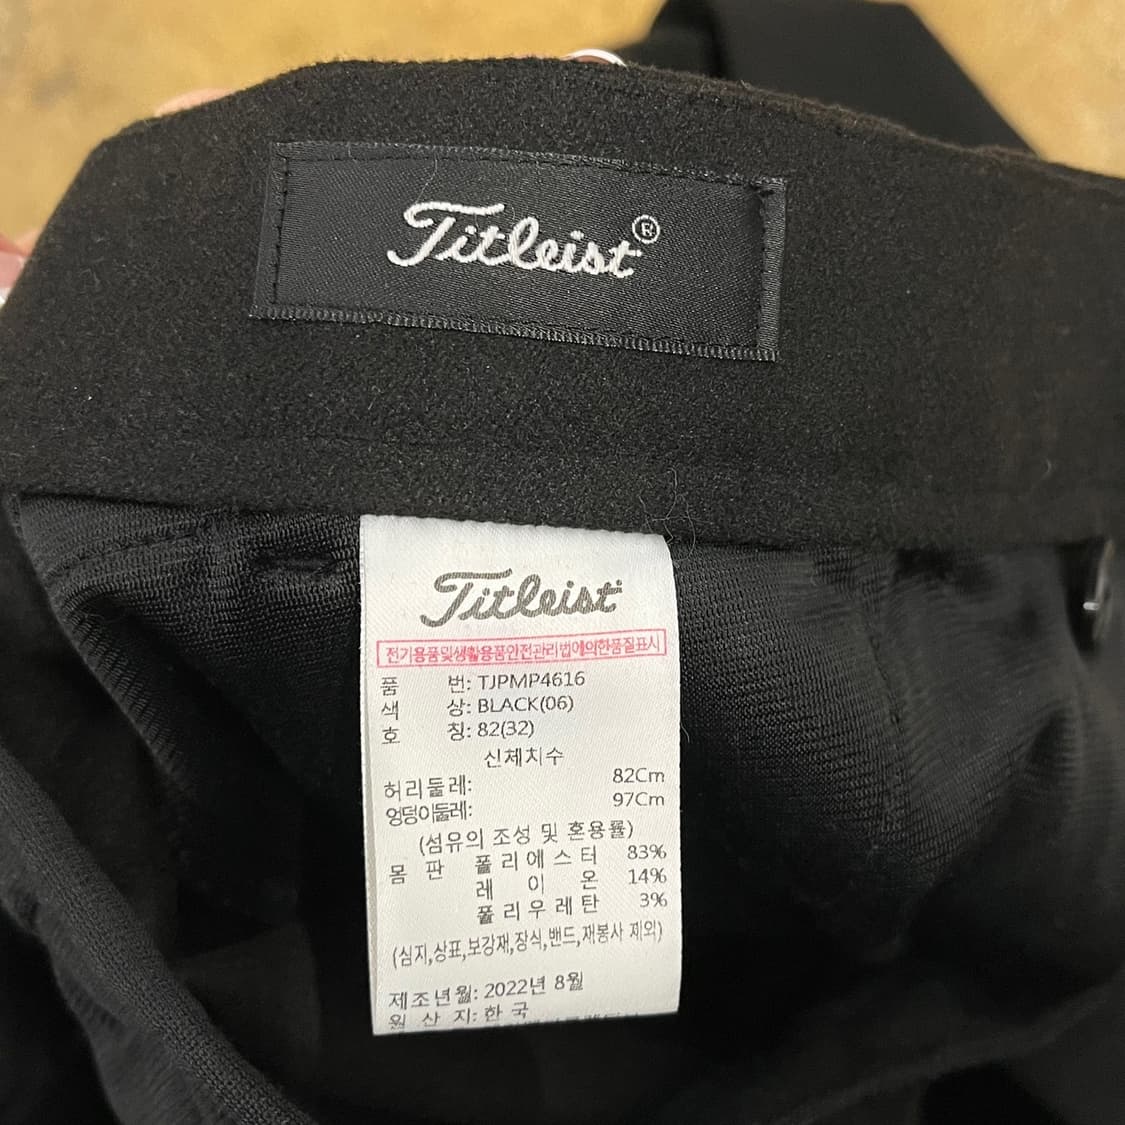 Titleist®
Titleist
전기용품및생활용품안전관리법에의한품질표시
품 번: TJPMP4616
색 상: BLACK(06)
호 칭: 82(32)
신체치수
허리둘레: 82Cm
엉덩이둘레: 97Cm
(섬유의 조성 및 혼용률)
몸 판 폴리에스터 83%
레 이 온 14%
폴리우레탄 3%
(심지,상표,보강재,장식,밴드,재봉사 제외)
제조년월: 2022년 8월
원 산 지: 한 국